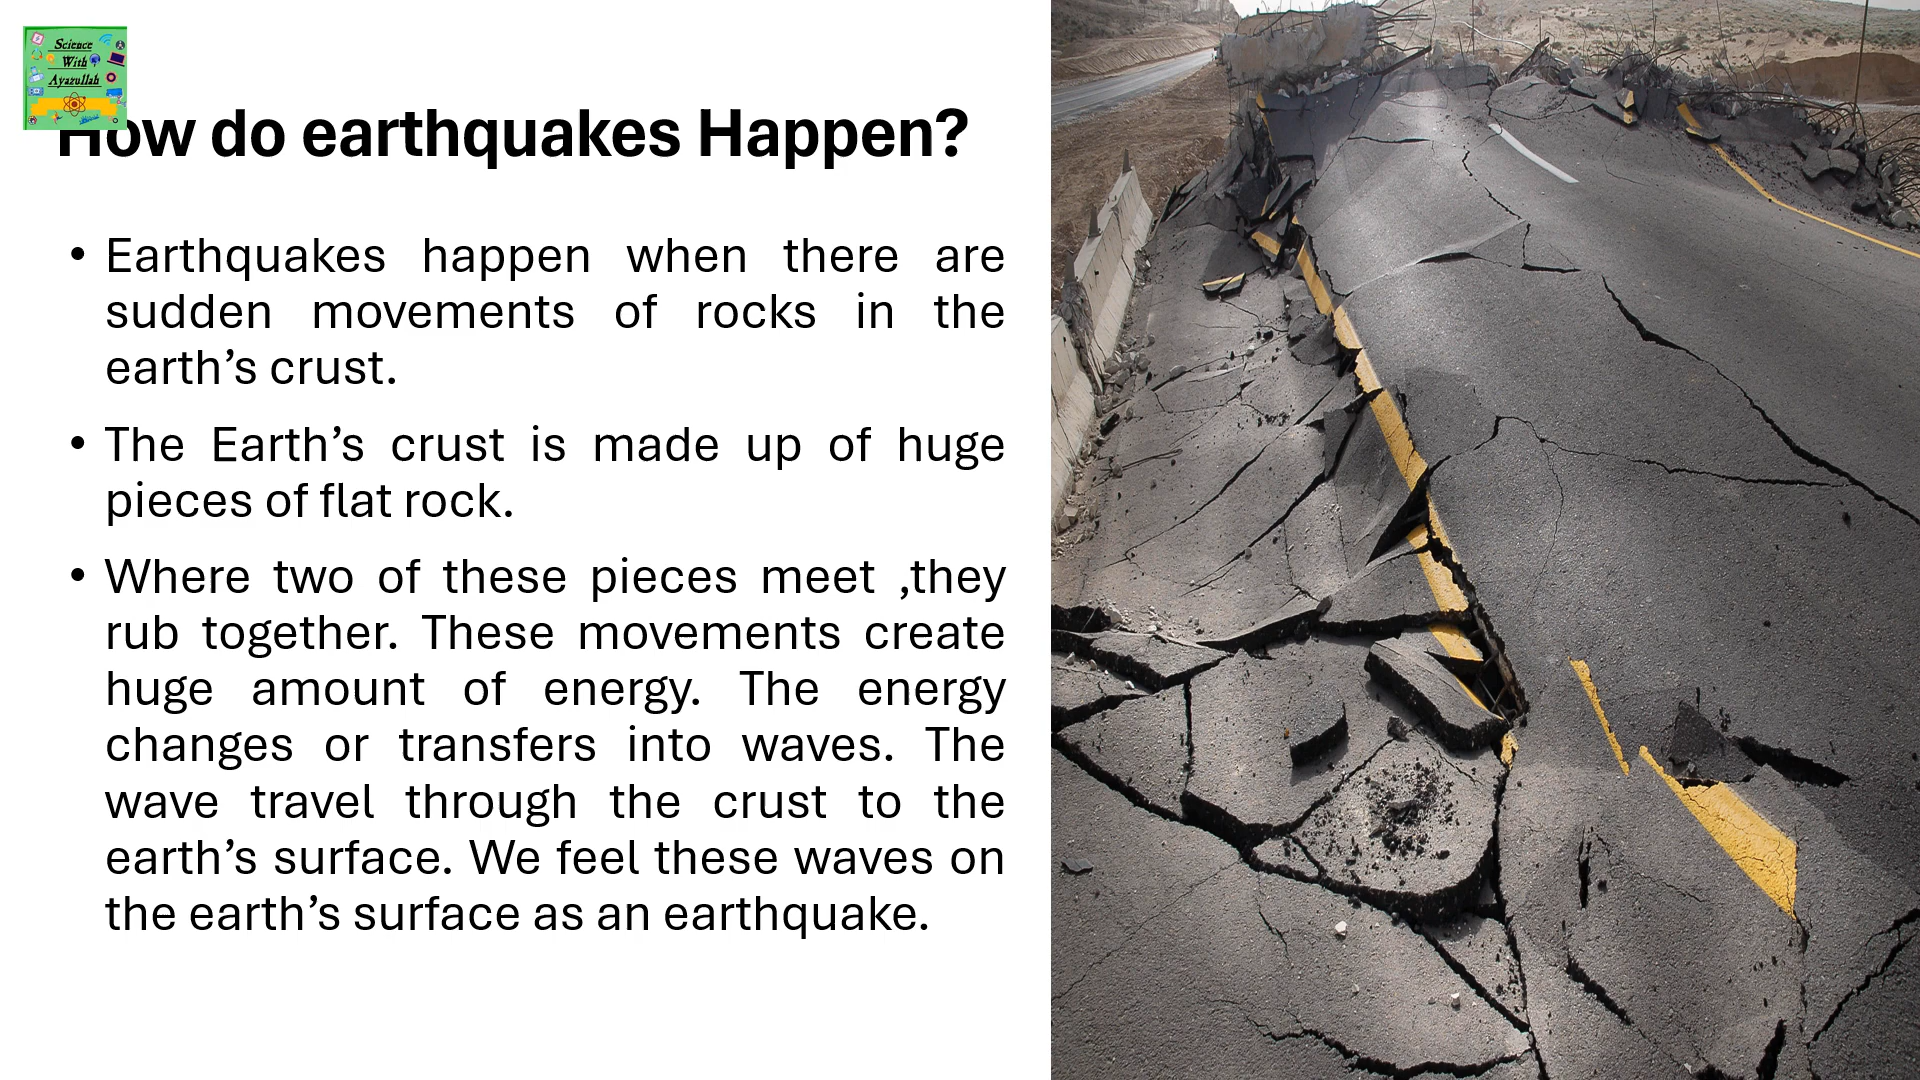 Science
With
Ayazullah
How do earthquakes Happen?
• Earthquakes happen when there are
sudden movements of rocks in the
earth’s crust.
• The Earth’s crust is made up of huge
pieces of flat rock.
• Where two of these pieces meet ,they
rub together. These movements create
huge amount of energy. The energy
changes or transfers into waves. The
wave travel through the crust to the
earth’s surface. We feel these waves on
the earth’s surface as an earthquake.